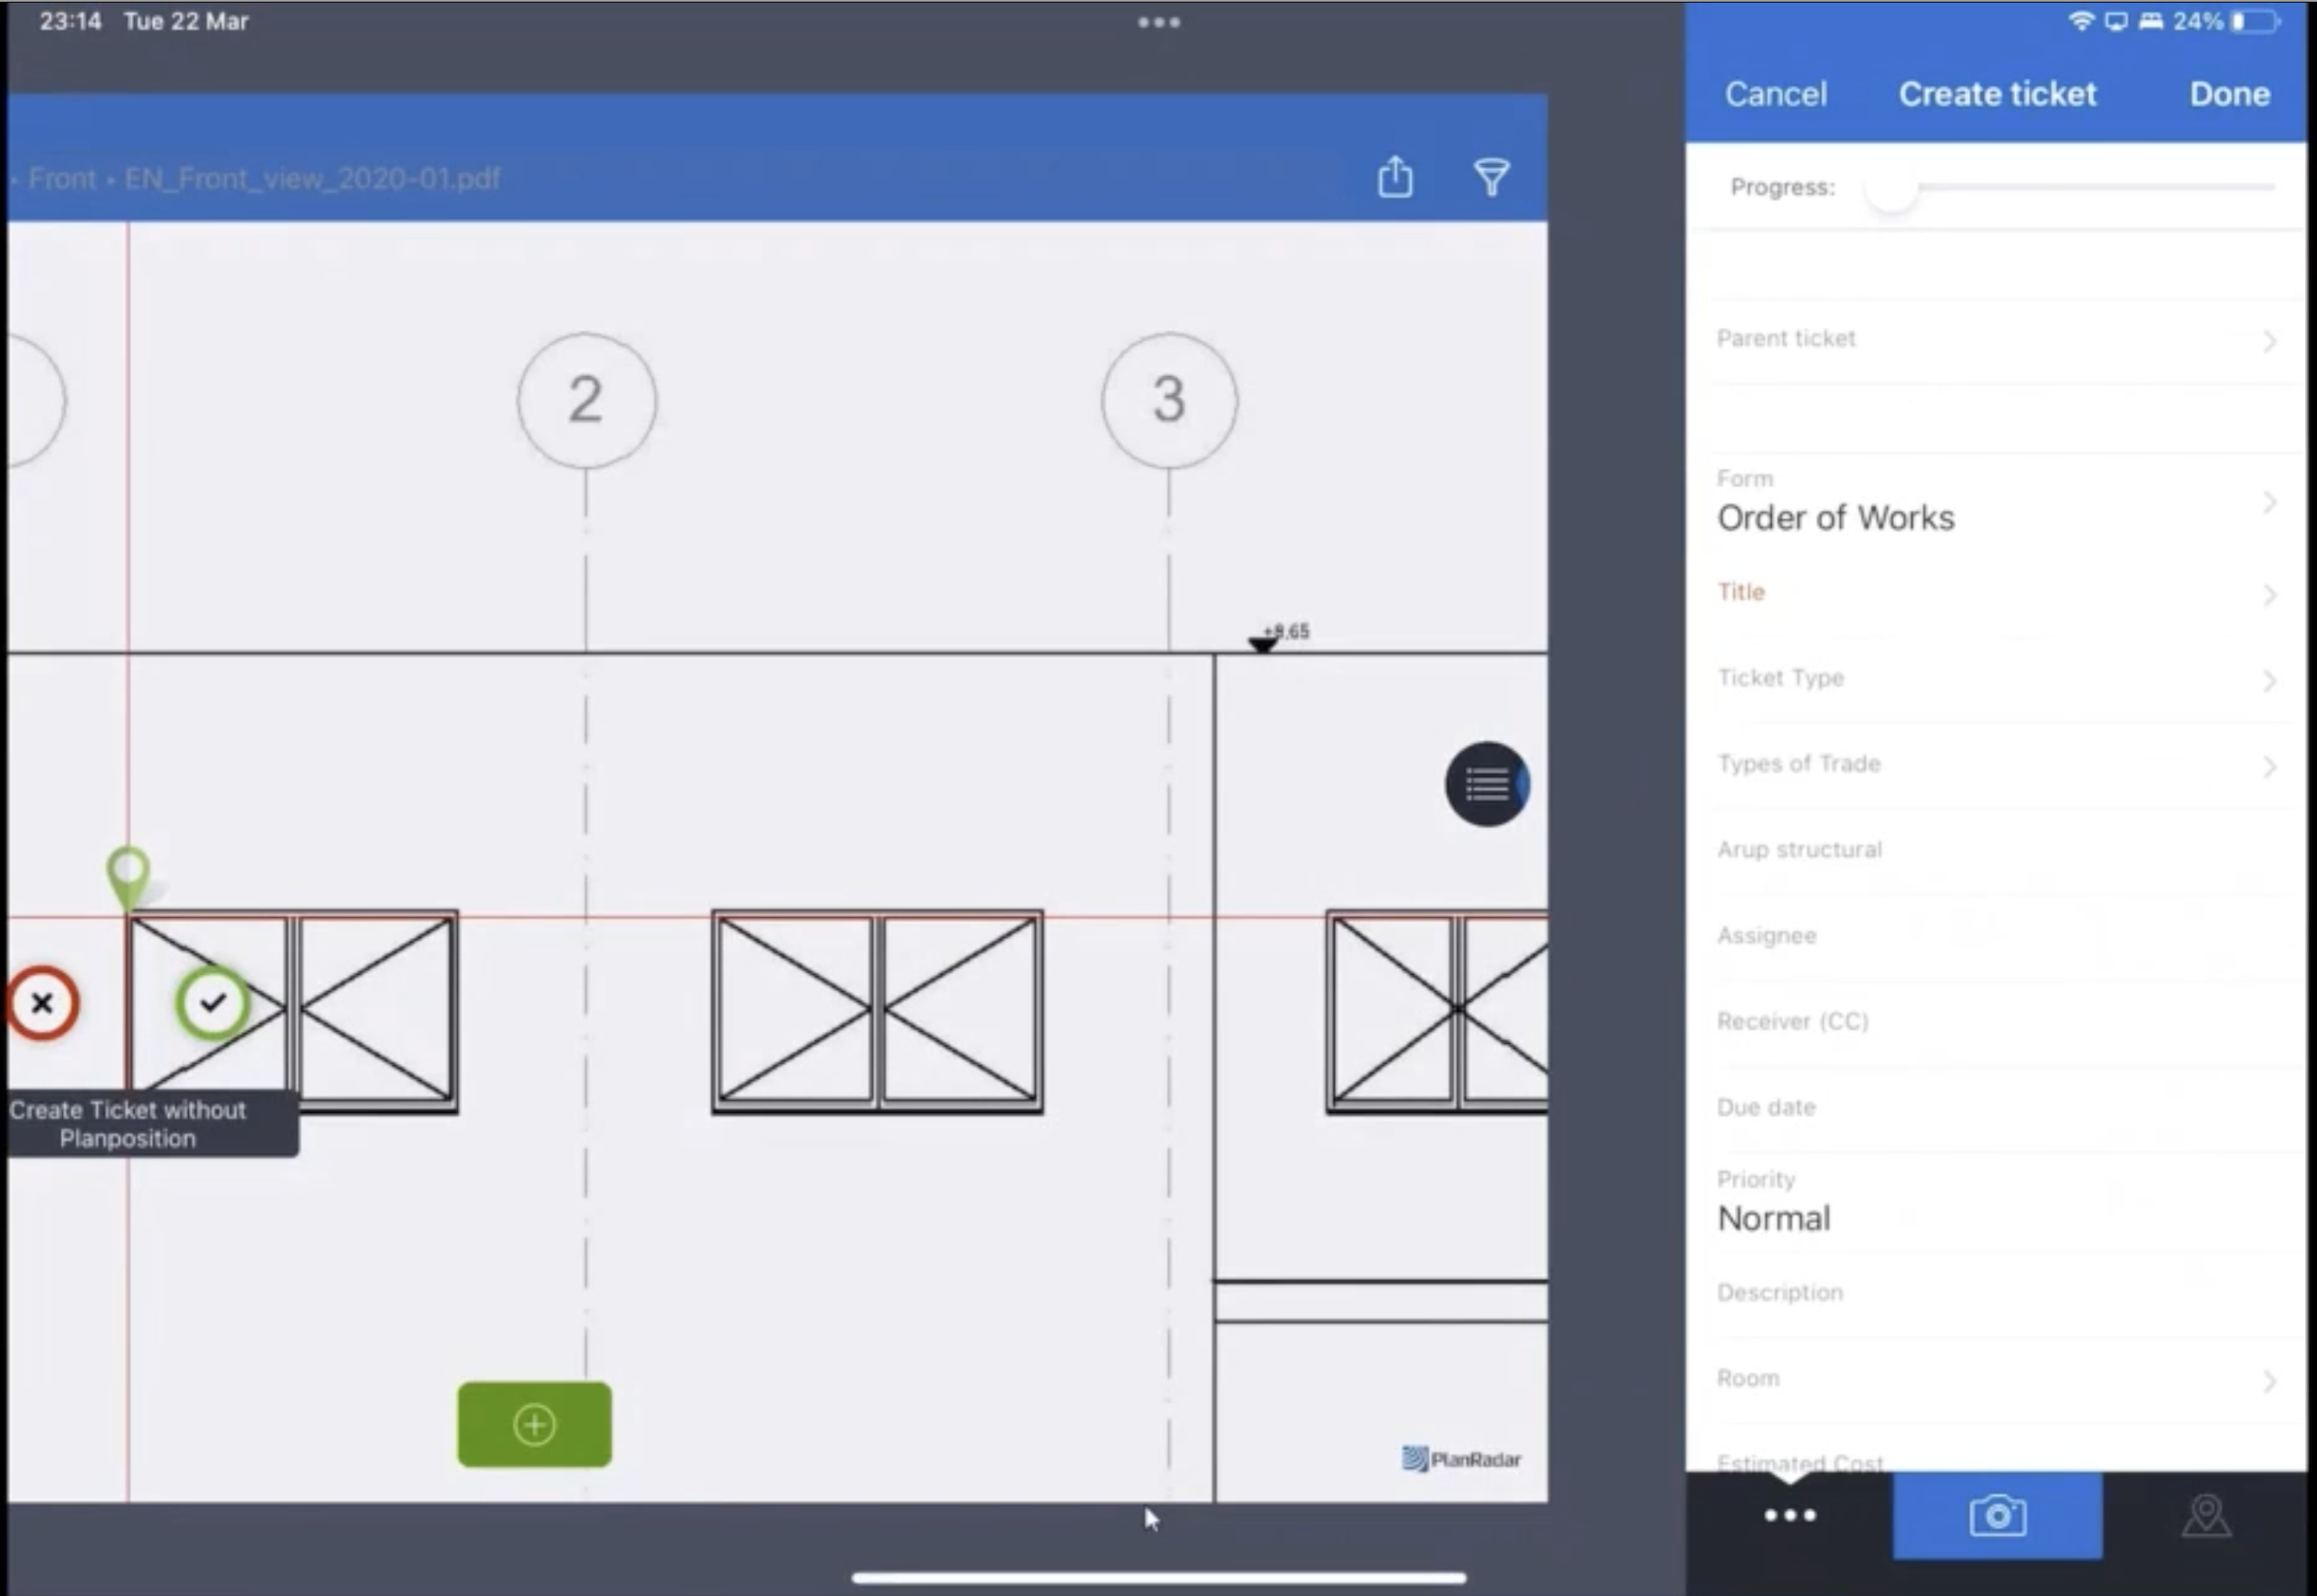 23:14 Tue 22 Mar
24%
Front • EN_Front_view_2020-01.pdf
2
3
Create Ticket without
Planposition
PlanRadar
Cancel
Create ticket
Done
Progress:
Parent ticket
Form
Order of Works
Title
Ticket Type
Types of Trade
Arup structural
Assignee
Receiver (CC)
Due date
Priority
Normal
Description
Room
Estimated Cost